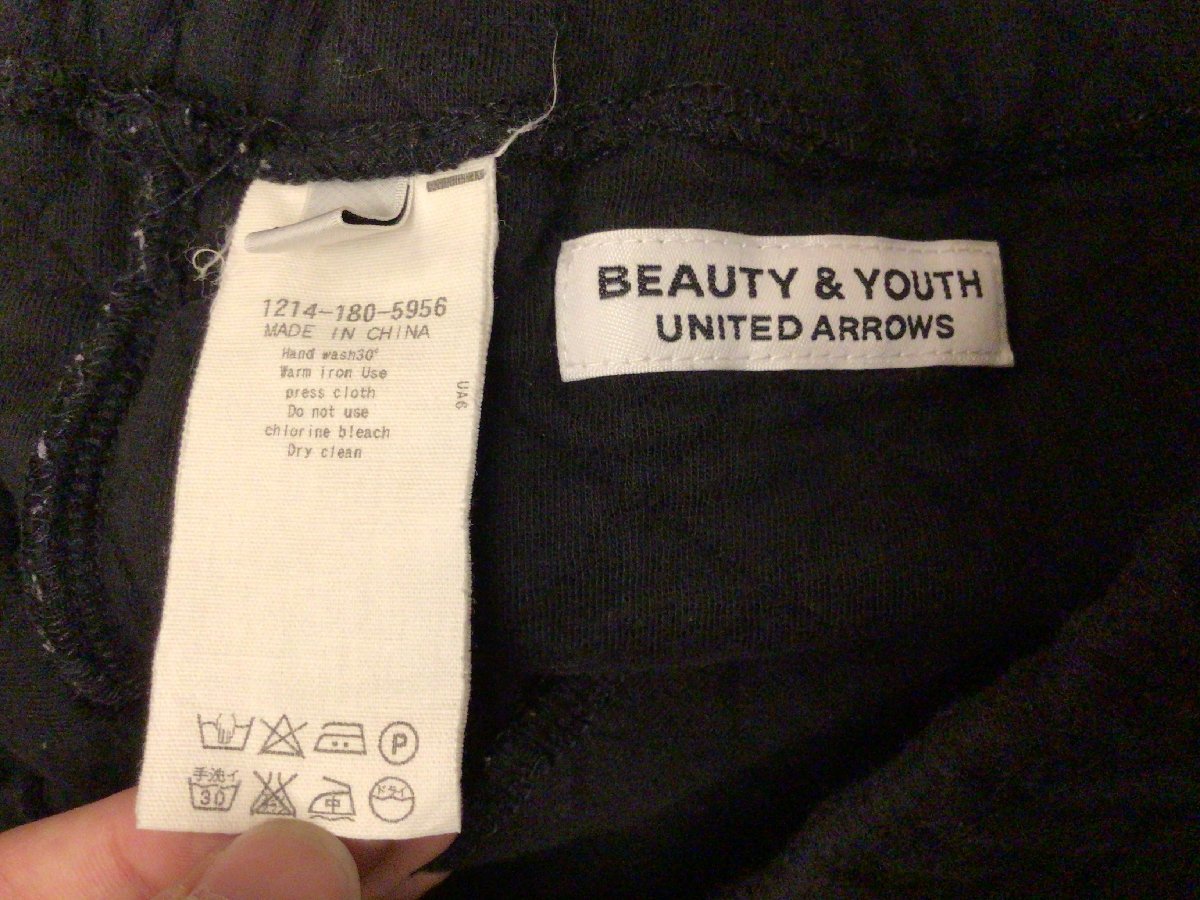 1214-180-5956
MADE IN CHINA
Hand wash30°
Warm iron Use
press cloth
Do not use
chlorine bleach
Dry clean
UA6
P
手洗イ
30
中
ドライ
BEAUTY & YOUTH
UNITED ARROWS